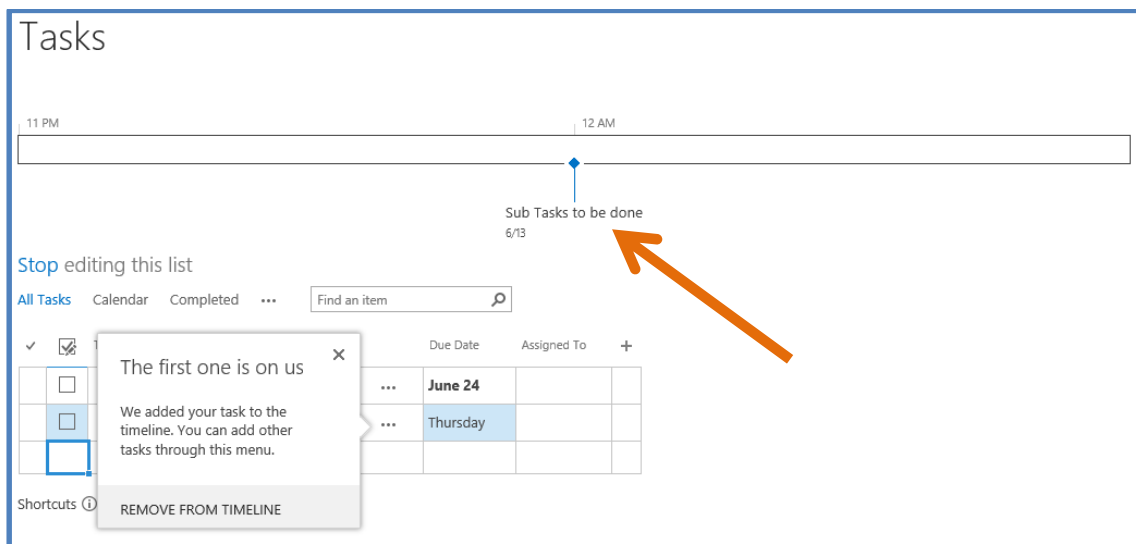 Tasks
11 PM 12 AM
Sub Tasks to be done
6/13
Stop editing this list
All Tasks Calendar Completed ••• Find an item
Due Date Assigned To +
The first one is on us
We added your task to the
timeline. You can add other
tasks through this menu.
REMOVE FROM TIMELINE
••• June 24
••• Thursday
Shortcuts